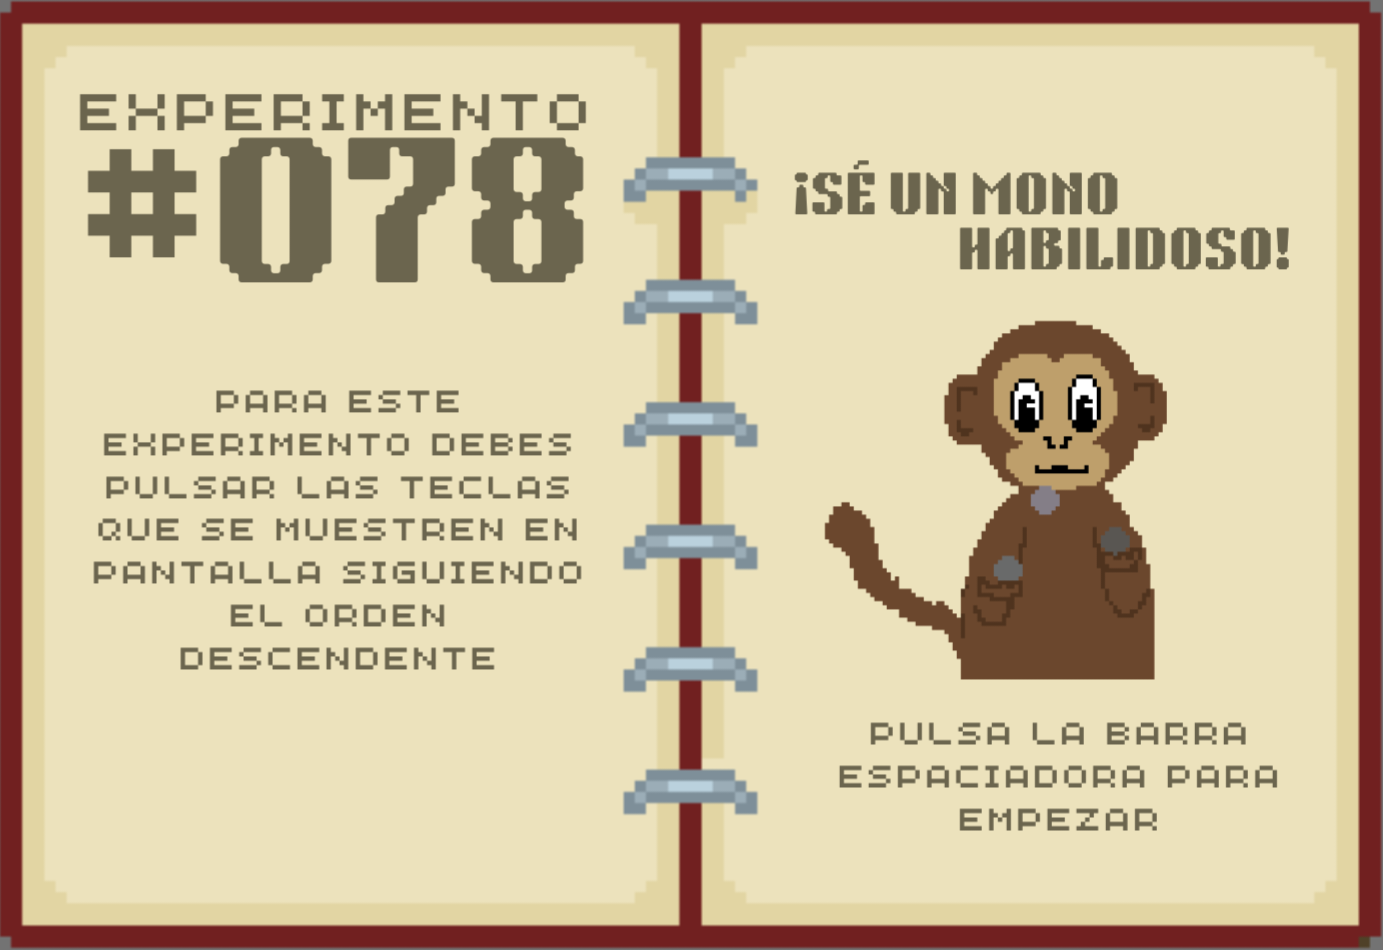 EXPERIMENTO
#078
PARA ESTE
EXPERIMENTO DEBES
PULSAR LAS TECLAS
QUE SE MUESTREN EN
PANTALLA SIGUIENDO
EL ORDEN
DESCENDENTE
¡SÉ UN MONO
HABILIDOSO!
PULSA LA BARRA
ESPACIADORA PARA
EMPEZAR